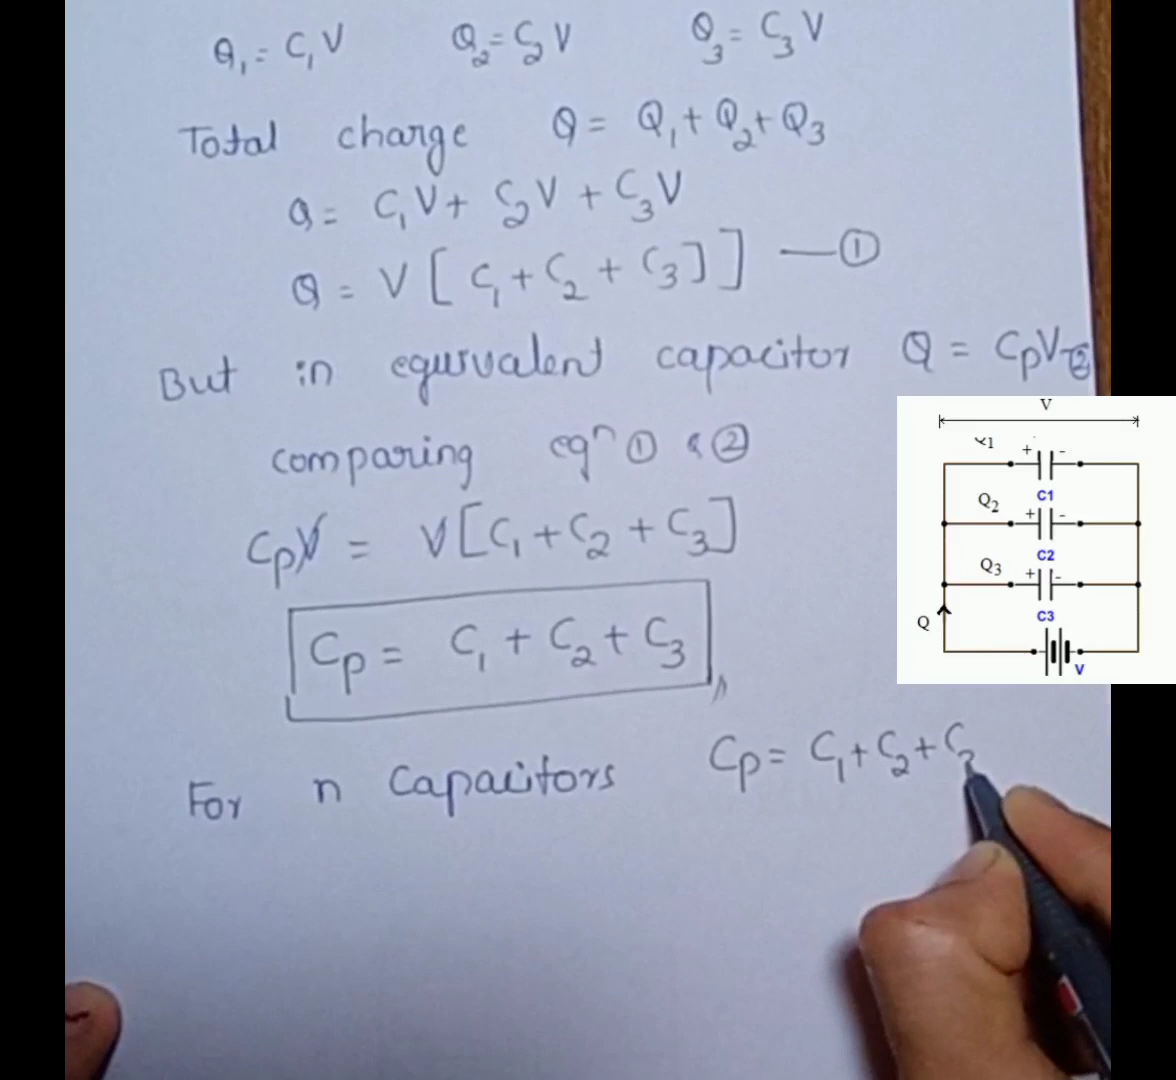 Q₁ = C₁V Q₂ = C₂V Q₃ = C₃V
Total charge Q = Q₁ + Q₂ + Q₃
Q = C₁V + C₂V + C₃V
Q = V [ C₁ + C₂ + C₃ ] ] — ①
But in equivalent capacitor Q = CpV — ②
comparing eqⁿ ① & ②
CpV = V [ C₁ + C₂ + C₃ ]
Cp = C₁ + C₂ + C₃
For n capacitors Cp = C₁ + C₂ + C₃
V
+ -
C1
Q₂ + -
C2
Q₃ + -
C3
Q
V